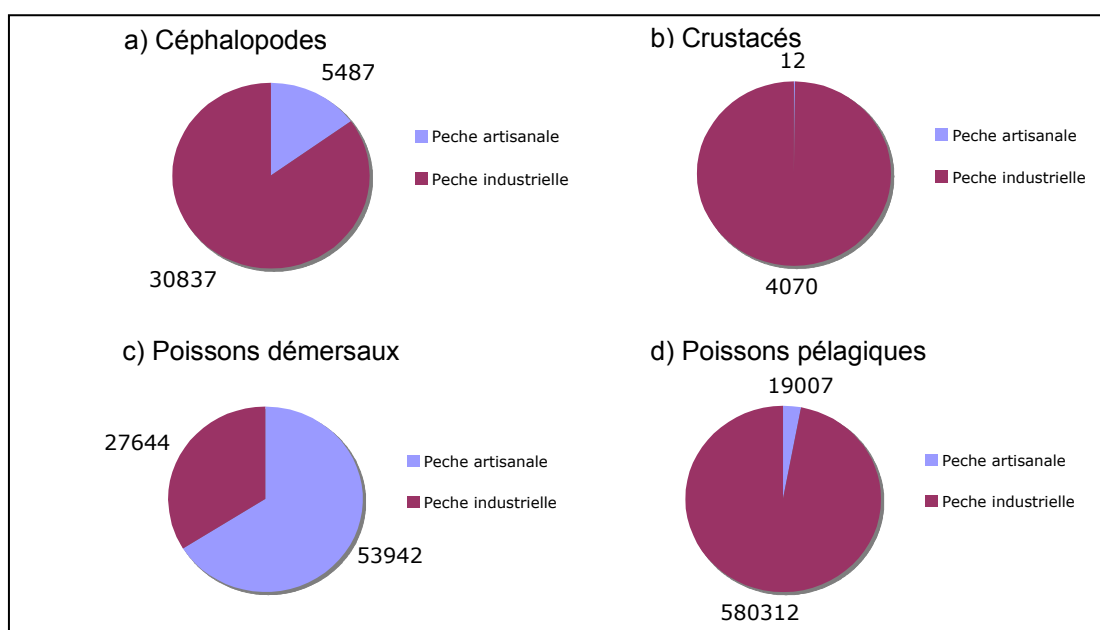 a) Céphalopodes
5487
Peche artisanale
Peche industrielle
30837
b) Crustacés
12
Peche artisanale
Peche industrielle
4070
c) Poissons démersaux
27644
Peche artisanale
Peche industrielle
53942
d) Poissons pélagiques
19007
Peche artisanale
Peche industrielle
580312